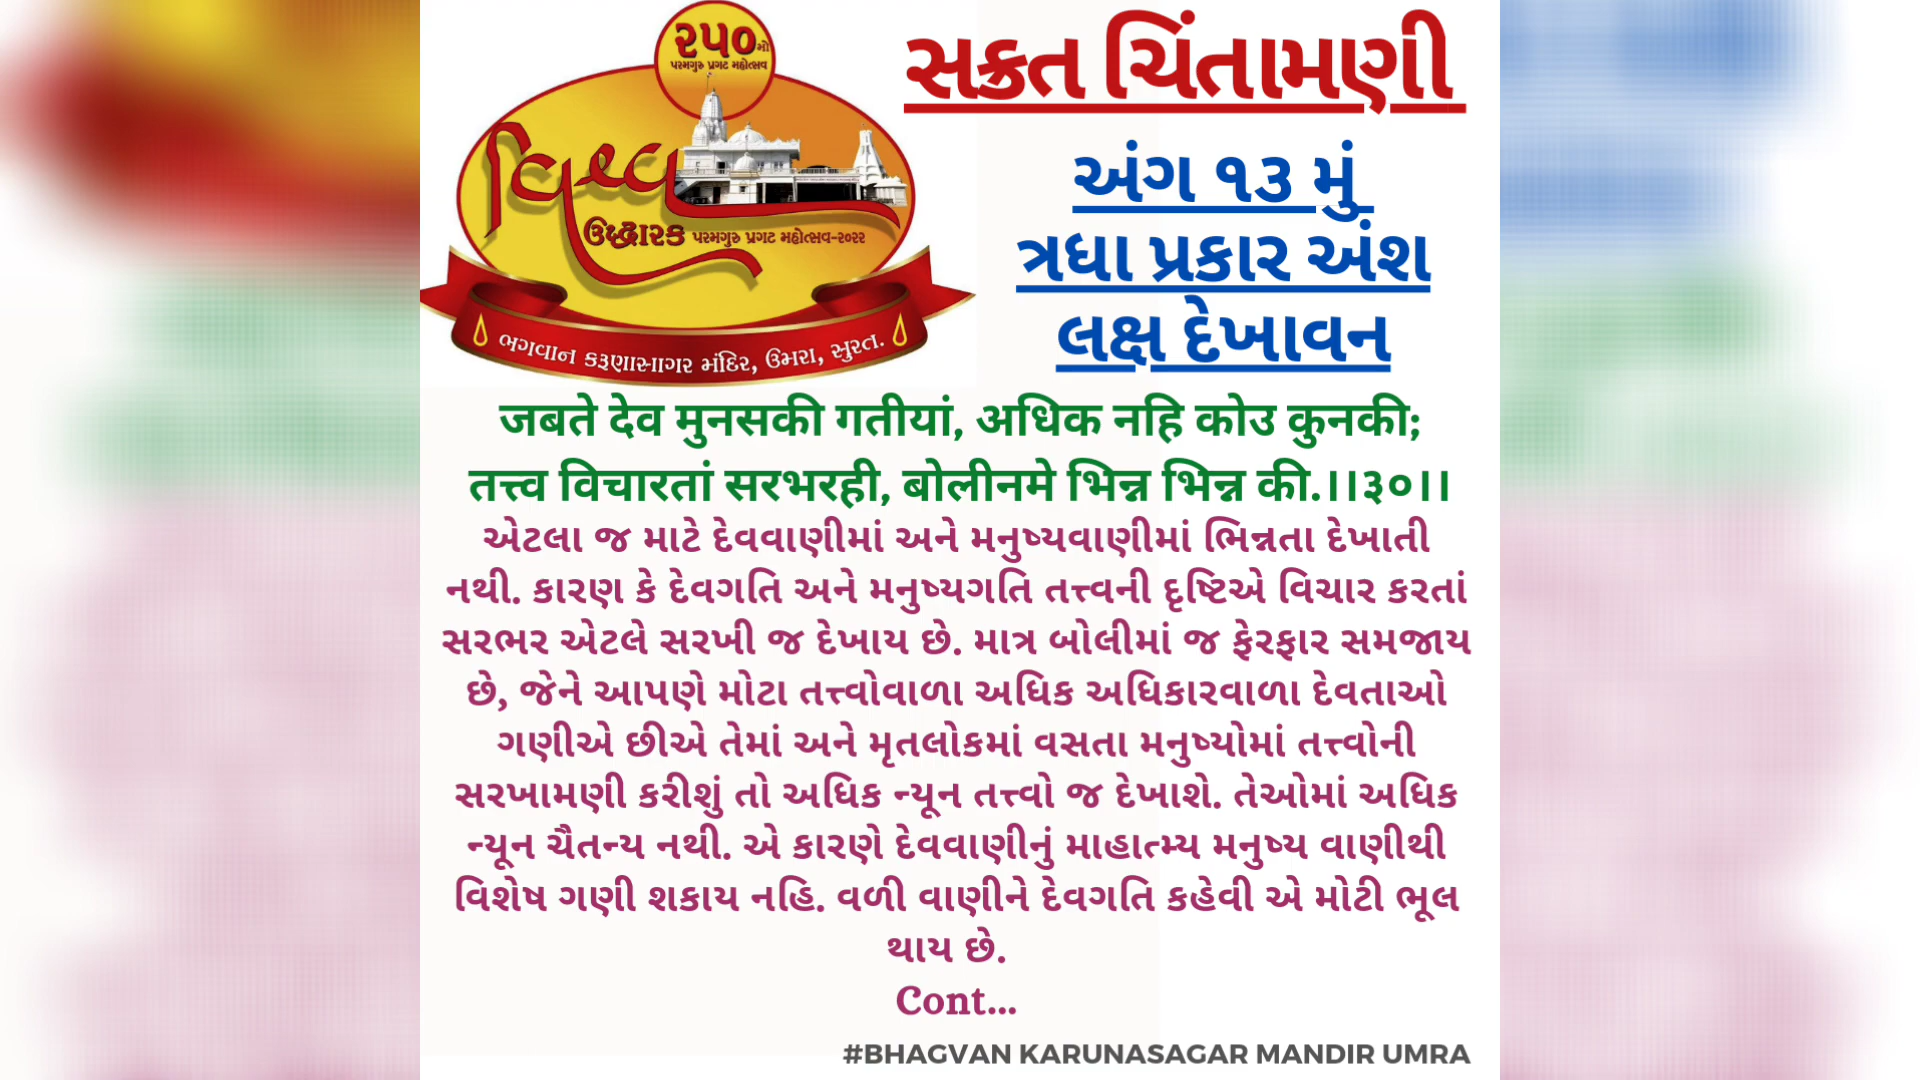 ૨૫૦મો
પરમગુરુ પ્રગટ મહોત્સવ
વિશ્વ
ઉદ્ધારક પરમગુરુ પ્રગટ મહોત્સવ-૨૦૨૨
ભગવાન કરૂણાસાગર મંદિર, ઉમરા, સુરત.
સક્રત ચિંતામણી
અંગ ૧૩ મું
ત્રધા પ્રકાર અંશ
લક્ષ દેખાવન
जबते देव मुनसकी गतीयां, अधिक नहि कोउ कुनकी;
तत्त्व विचारतां सरभरही, बोलीनमे भिन्न भिन्न की.।।३०।।
એટલા જ માટે દેવવાણીમાં અને મનુષ્યવાણીમાં ભિન્નતા દેખાતી
નથી. કારણ કે દેવગતિ અને મનુષ્યગતિ તત્ત્વની દૃષ્ટિએ વિચાર કરતાં
સરભર એટલે સરખી જ દેખાય છે. માત્ર બોલીમાં જ ફેરફાર સમજાય
છે, જેને આપણે મોટા તત્ત્વોવાળા અધિક અધિકારવાળા દેવતાઓ
ગણીએ છીએ તેમાં અને મૃતલોકમાં વસતા મનુષ્યોમાં તત્ત્વોની
સરખામણી કરીશું તો અધિક ન્યૂન તત્ત્વો જ દેખાશે. તેઓમાં અધિક
ન્યૂન ચૈતન્ય નથી. એ કારણે દેવવાણીનું માહાત્મ્ય મનુષ્ય વાણીથી
વિશેષ ગણી શકાય નહિ. વળી વાણીને દેવગતિ કહેવી એ મોટી ભૂલ
થાય છે.
Cont...
#BHAGVAN KARUNASAGAR MANDIR UMRA